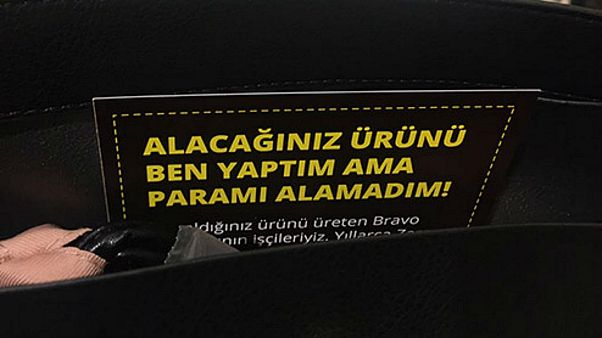 ALACAĞINIZ ÜRÜNÜ
BEN YAPTIM AMA
PARAMI ALAMADIM!
ürünü üreten Bravo
işçileriyiz. Yıllarca